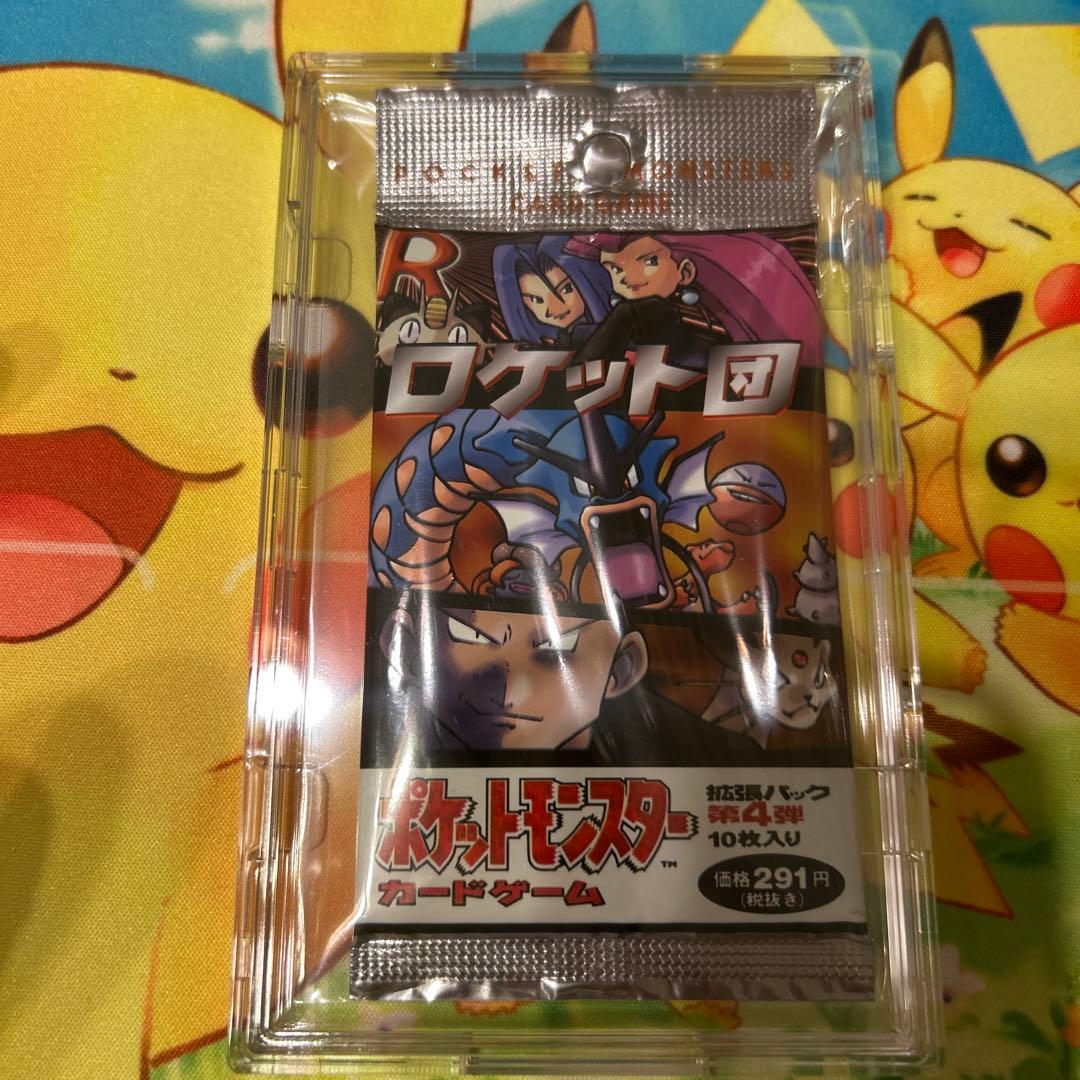 POCKET MONSTERS
CARD GAME
R
ロケット団
ポケットモンスター
TM
カードゲーム
拡張パック
第4弾
10枚入り
価格291円
(税抜き)